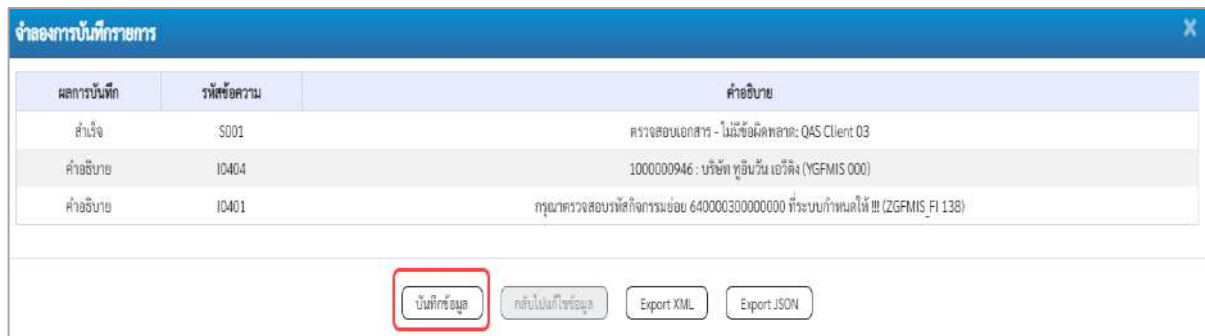 จำลองการบันทึกรายการ X
ผลการบันทึก รหัสข้อความ คำอธิบาย
สำเร็จ S001 ตรวจสอบเอกสาร - ไม่มีข้อผิดพลาด: QAS Client 03
คำอธิบาย I0404 1000000946 : บริษัท ทูอินวัน เอวีดิง (YGFMIS 000)
คำอธิบาย I0401 กรุณาตรวจสอบรหัสกิจกรรมย่อย 640000300000000 ที่ระบบกำหนดให้ !!! (ZGFMIS_FI 138)
บันทึกข้อมูล กลับไปแก้ไขข้อมูล Export XML Export JSON